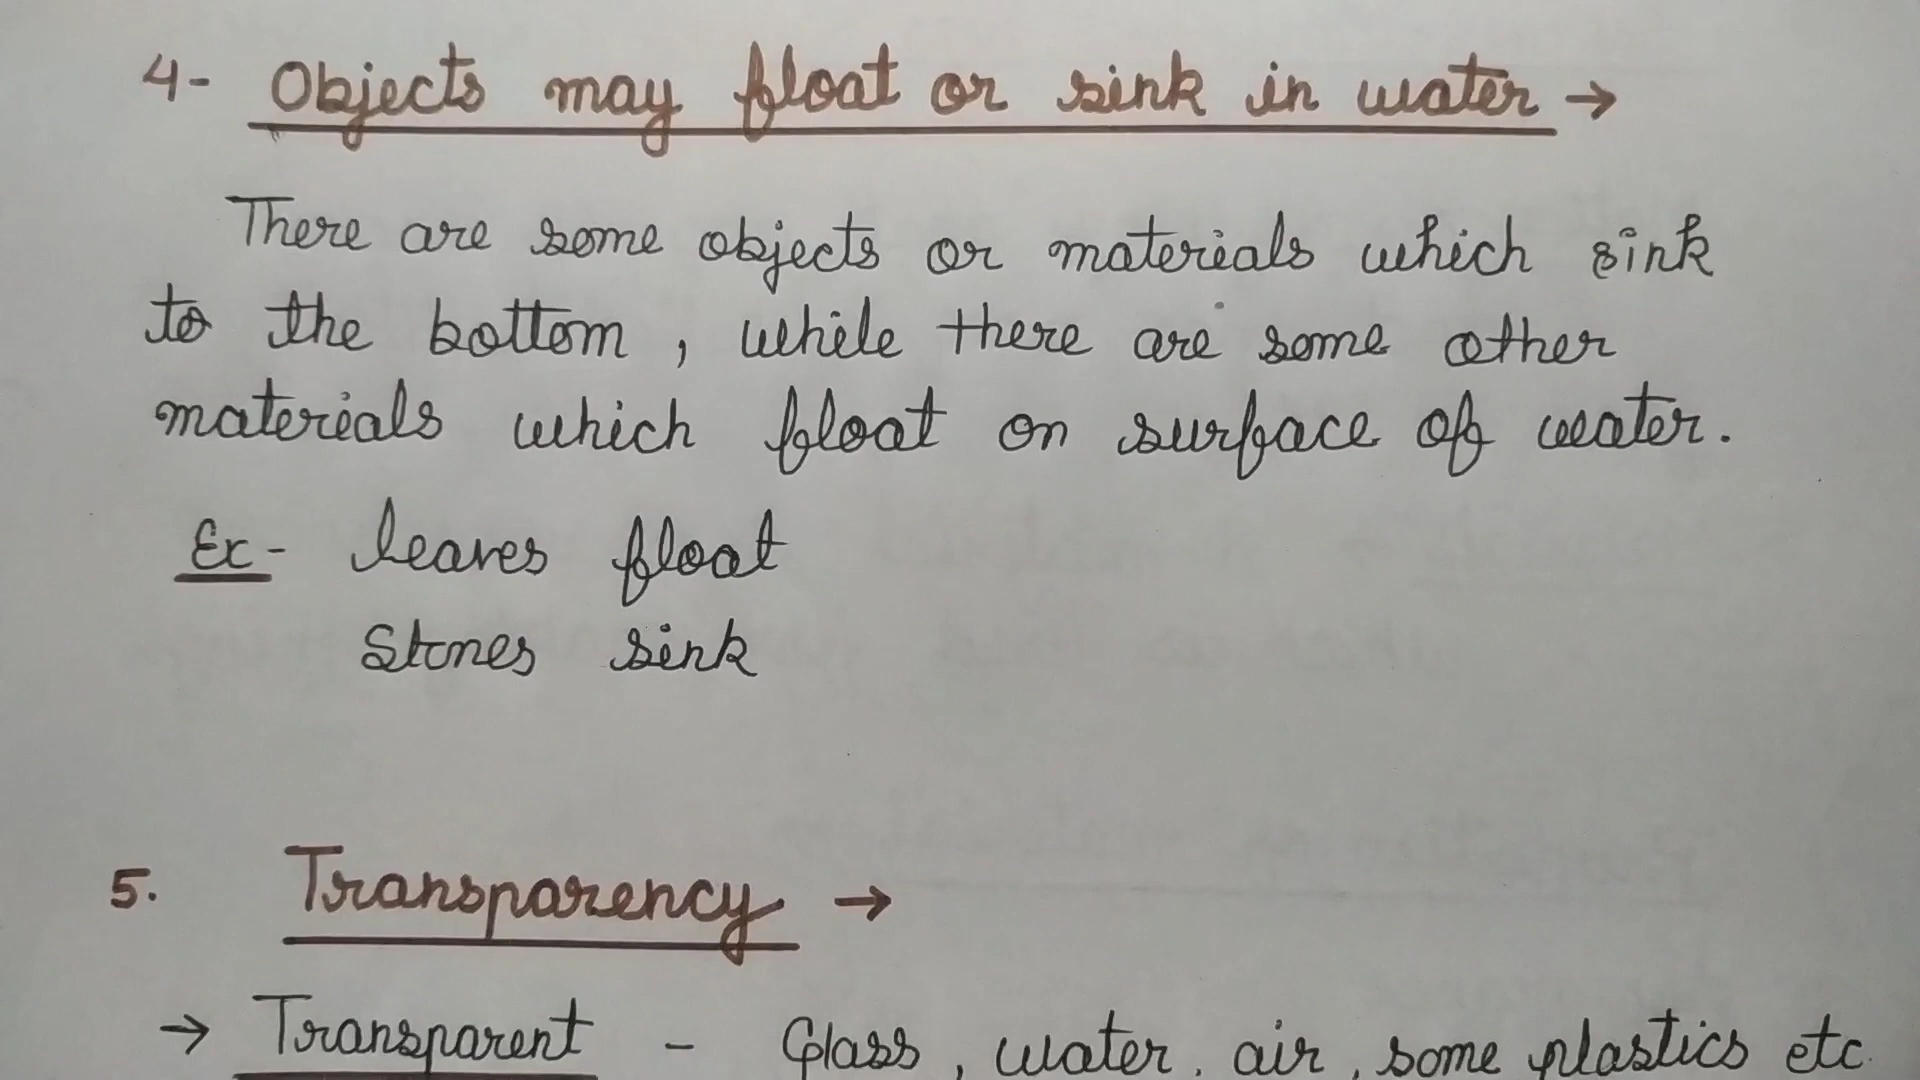 4- Objects may float or sink in water →
There are some objects or materials which sink
to the bottom , while there are some other
materials which float on surface of water.
Ex- leaves float
Stones sink
5. Transparency →
→ Transparent - Glass , water , air , some plastics etc.